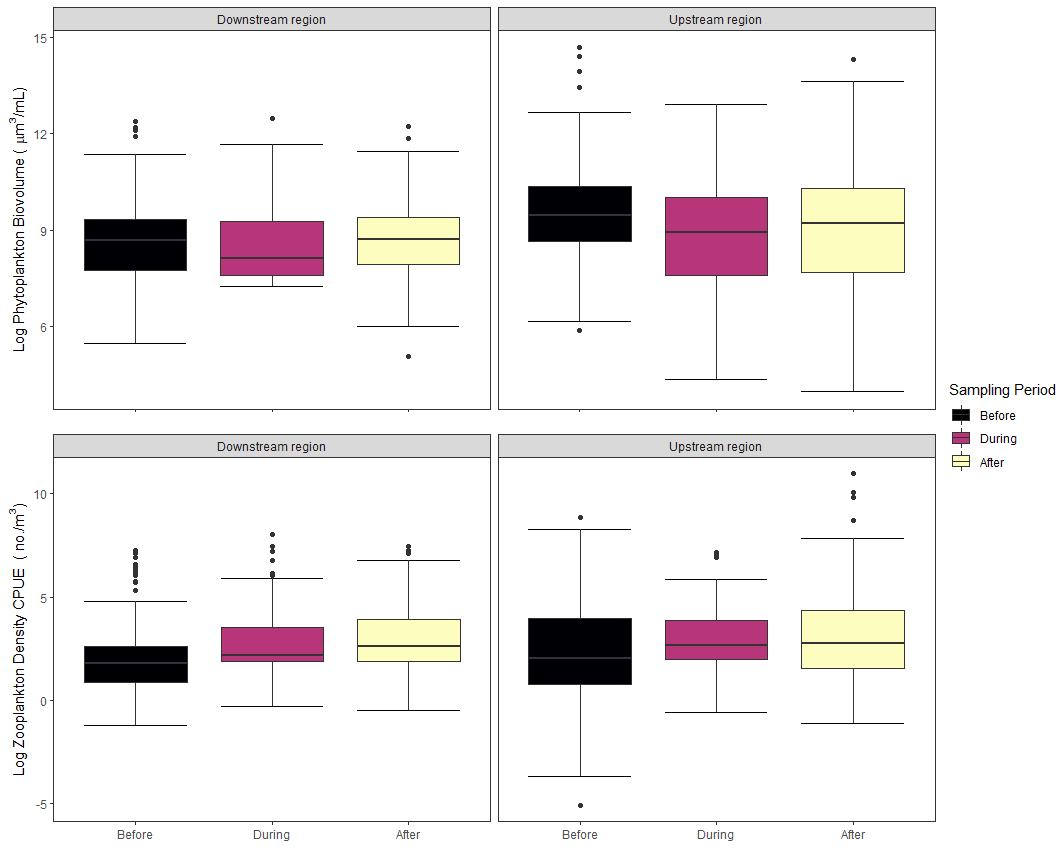 Downstream region
Upstream region
Log Phytoplankton Biovolume ( μm³/mL)
15
12
9
6
Downstream region
Upstream region
Log Zooplankton Density CPUE ( no./m³)
10
5
0
-5
Before
During
After
Before
During
After
Sampling Period
Before
During
After